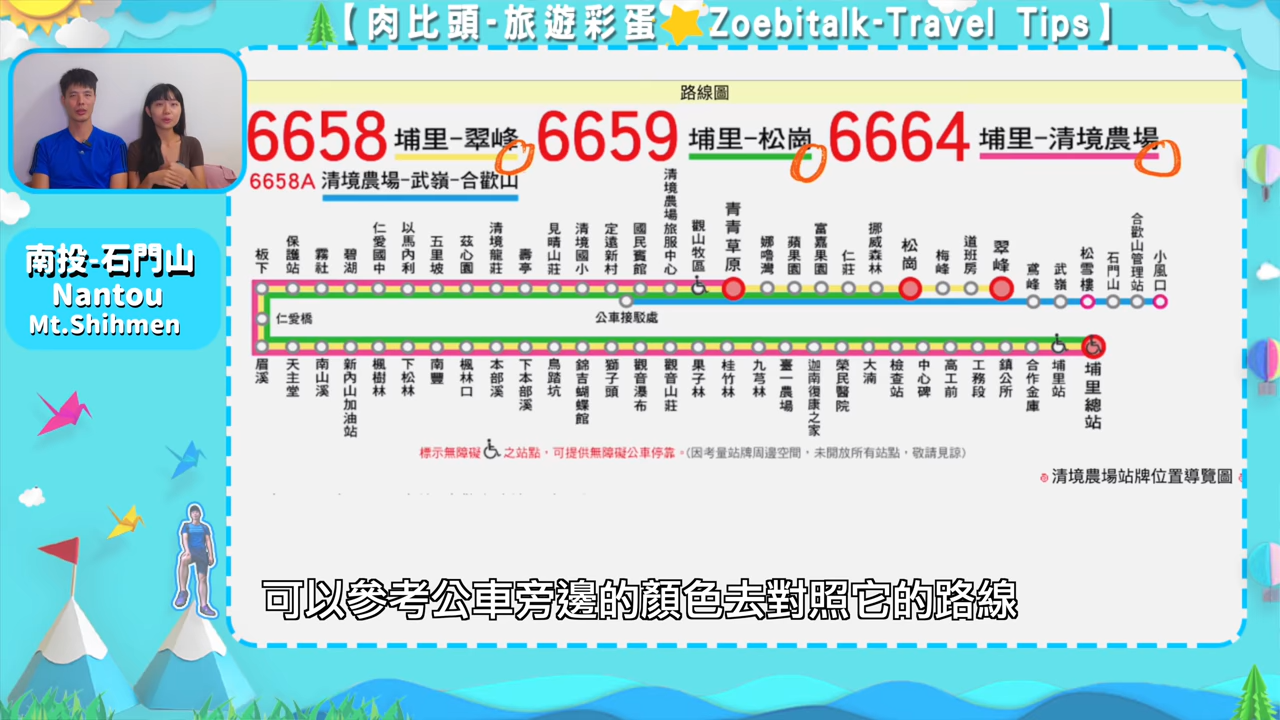 【肉比頭-旅遊彩蛋⭐Zoebitalk-Travel Tips】
南投-石門山
Nantou
Mt.Shihmen
路線圖
6658 埔里-翠峰 6659 埔里-松崗 6664 埔里-清境農場
6658A 清境農場-武嶺-合歡山
板下 保護站 霧社 碧湖 仁愛國中 以馬內利 五里坡 茲心園 清境龍莊 壽亭 見晴山莊 清境國小 定遠新村 國民賓館 清境農場旅服中心 觀山牧區 青青草原 娜嚕灣 蘋果園 富嘉果園 仁莊 挪威森林 松崗 梅峰 道班房 翠峰 鳶峰 武嶺 松雪樓 石門山 合歡山管理站 小風口
仁愛橋 公車接駁處
眉溪 天主堂 南山溪 新內山加油站 楓樹林 下松林 南豐 楓林口 本部溪 下本部溪 鳥踏坑 錦吉蝴蝶館 獅子頭 觀音瀑布 觀音山莊 果子林 桂竹林 九芎林 臺一農場 迦南復康之家 榮民醫院 大湳 檢查站 中心碑 高工前 工務段 鎮公所 合作金庫 埔里站 埔里總站
標示無障礙♿之站點，可提供無障礙公車停靠。(因考量站牌周邊空間，未開放所有站點，敬請見諒)
清境農場站牌位置導覽圖
可以參考公車旁邊的顏色去對照它的路線